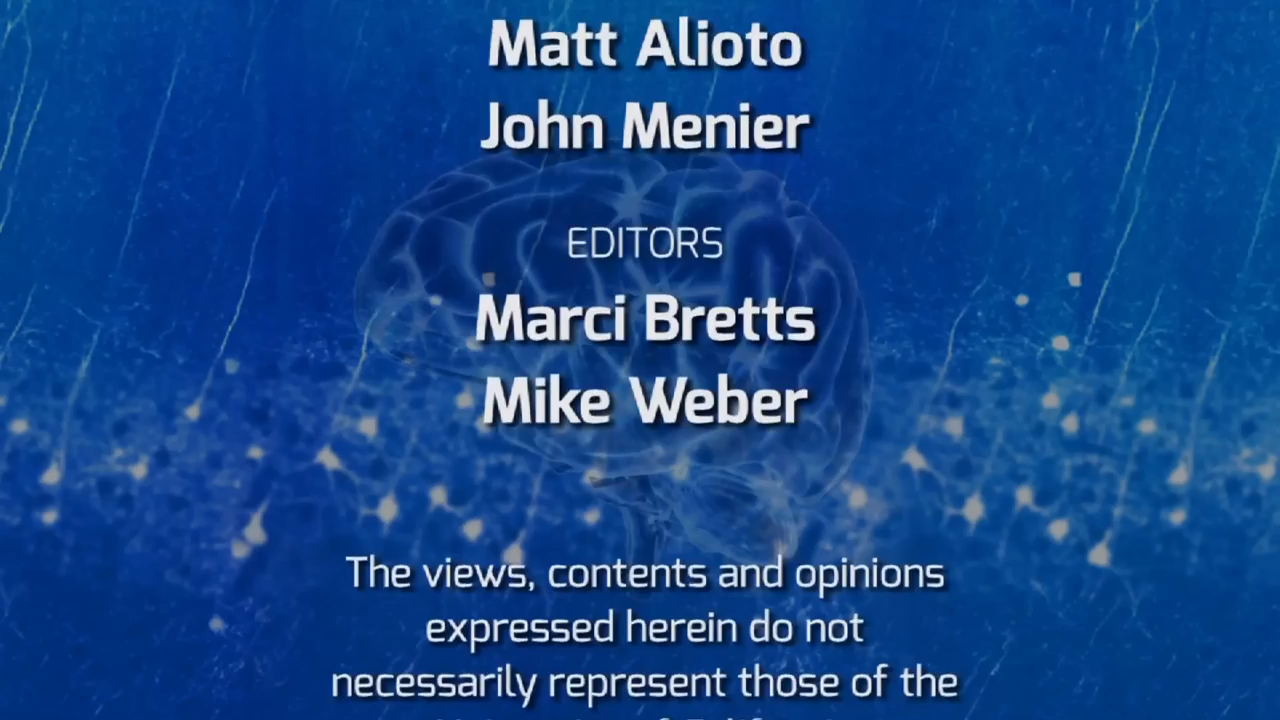 Matt Alioto
John Menier
EDITORS
Marci Bretts
Mike Weber
The views, contents and opinions
expressed herein do not
necessarily represent those of the